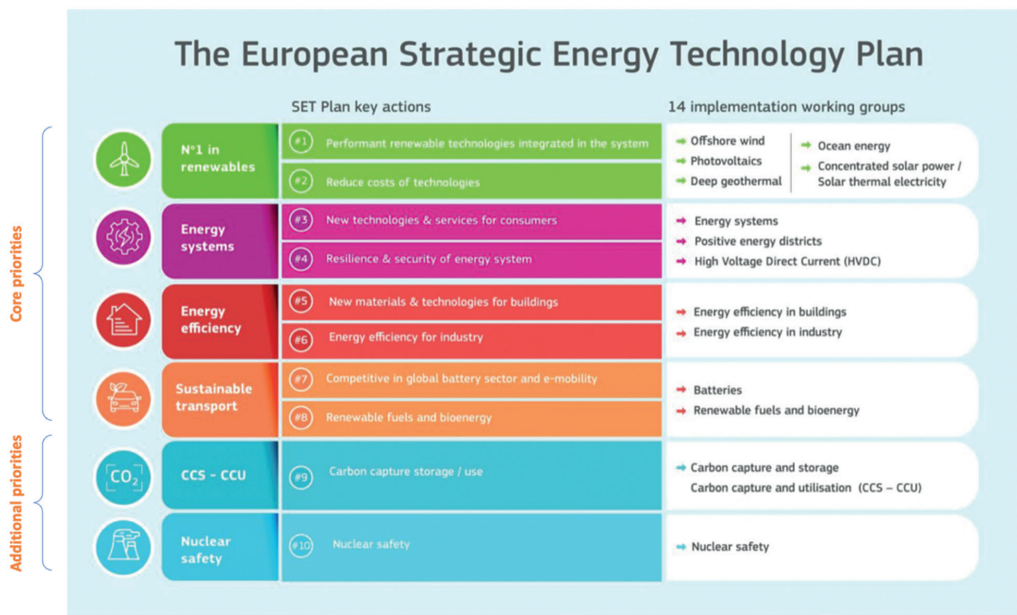 The European Strategic Energy Technology Plan
SET Plan key actions
14 implementation working groups
Core priorities
N°1 in
renewables
#1 Performant renewable technologies integrated in the system
#2 Reduce costs of technologies
Offshore wind
Photovoltaics
Deep geothermal
Ocean energy
Concentrated solar power /
Solar thermal electricity
Energy
systems
#3 New technologies & services for consumers
#4 Resilience & security of energy system
Energy systems
Positive energy districts
High Voltage Direct Current (HVDC)
Energy
efficiency
#5 New materials & technologies for buildings
#6 Energy efficiency for industry
Energy efficiency in buildings
Energy efficiency in industry
Sustainable
transport
#7 Competitive in global battery sector and e-mobility
#8 Renewable fuels and bioenergy
Batteries
Renewable fuels and bioenergy
Additional priorities
CO2
CCS - CCU
#9 Carbon capture storage / use
Carbon capture and storage
Carbon capture and utilisation (CCS – CCU)
Nuclear
safety
#10 Nuclear safety
Nuclear safety